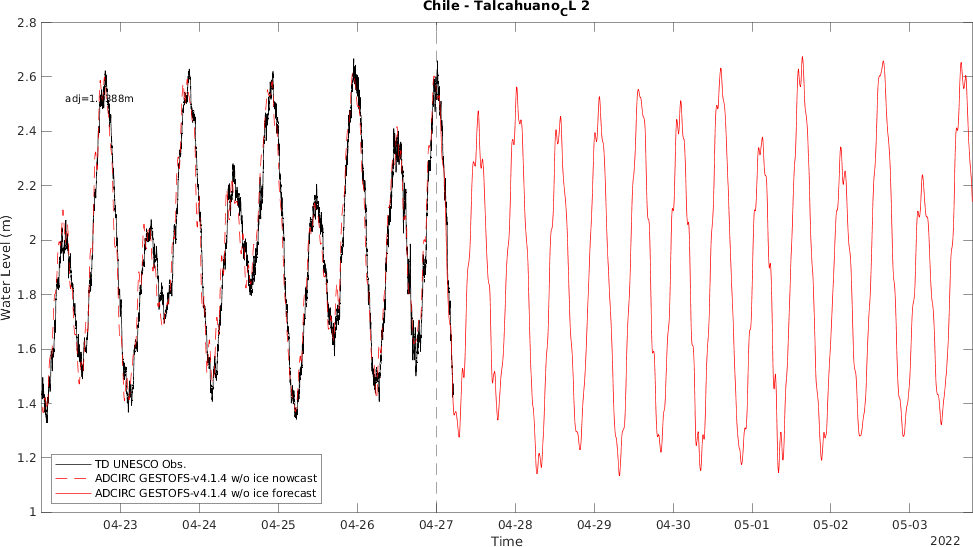 Chile - Talcahuano_CL 2
2.8
2.6
2.4
2.2
2
1.8
1.6
1.4
1.2
1
Water Level (m)
TD UNESCO Obs.
ADCIRC GESTOFS-v4.1.4 w/o ice nowcast
ADCIRC GESTOFS-v4.1.4 w/o ice forecast
04-23 04-24 04-25 04-26 04-27 04-28 04-29 04-30 05-01 05-02 05-03
Time
2022